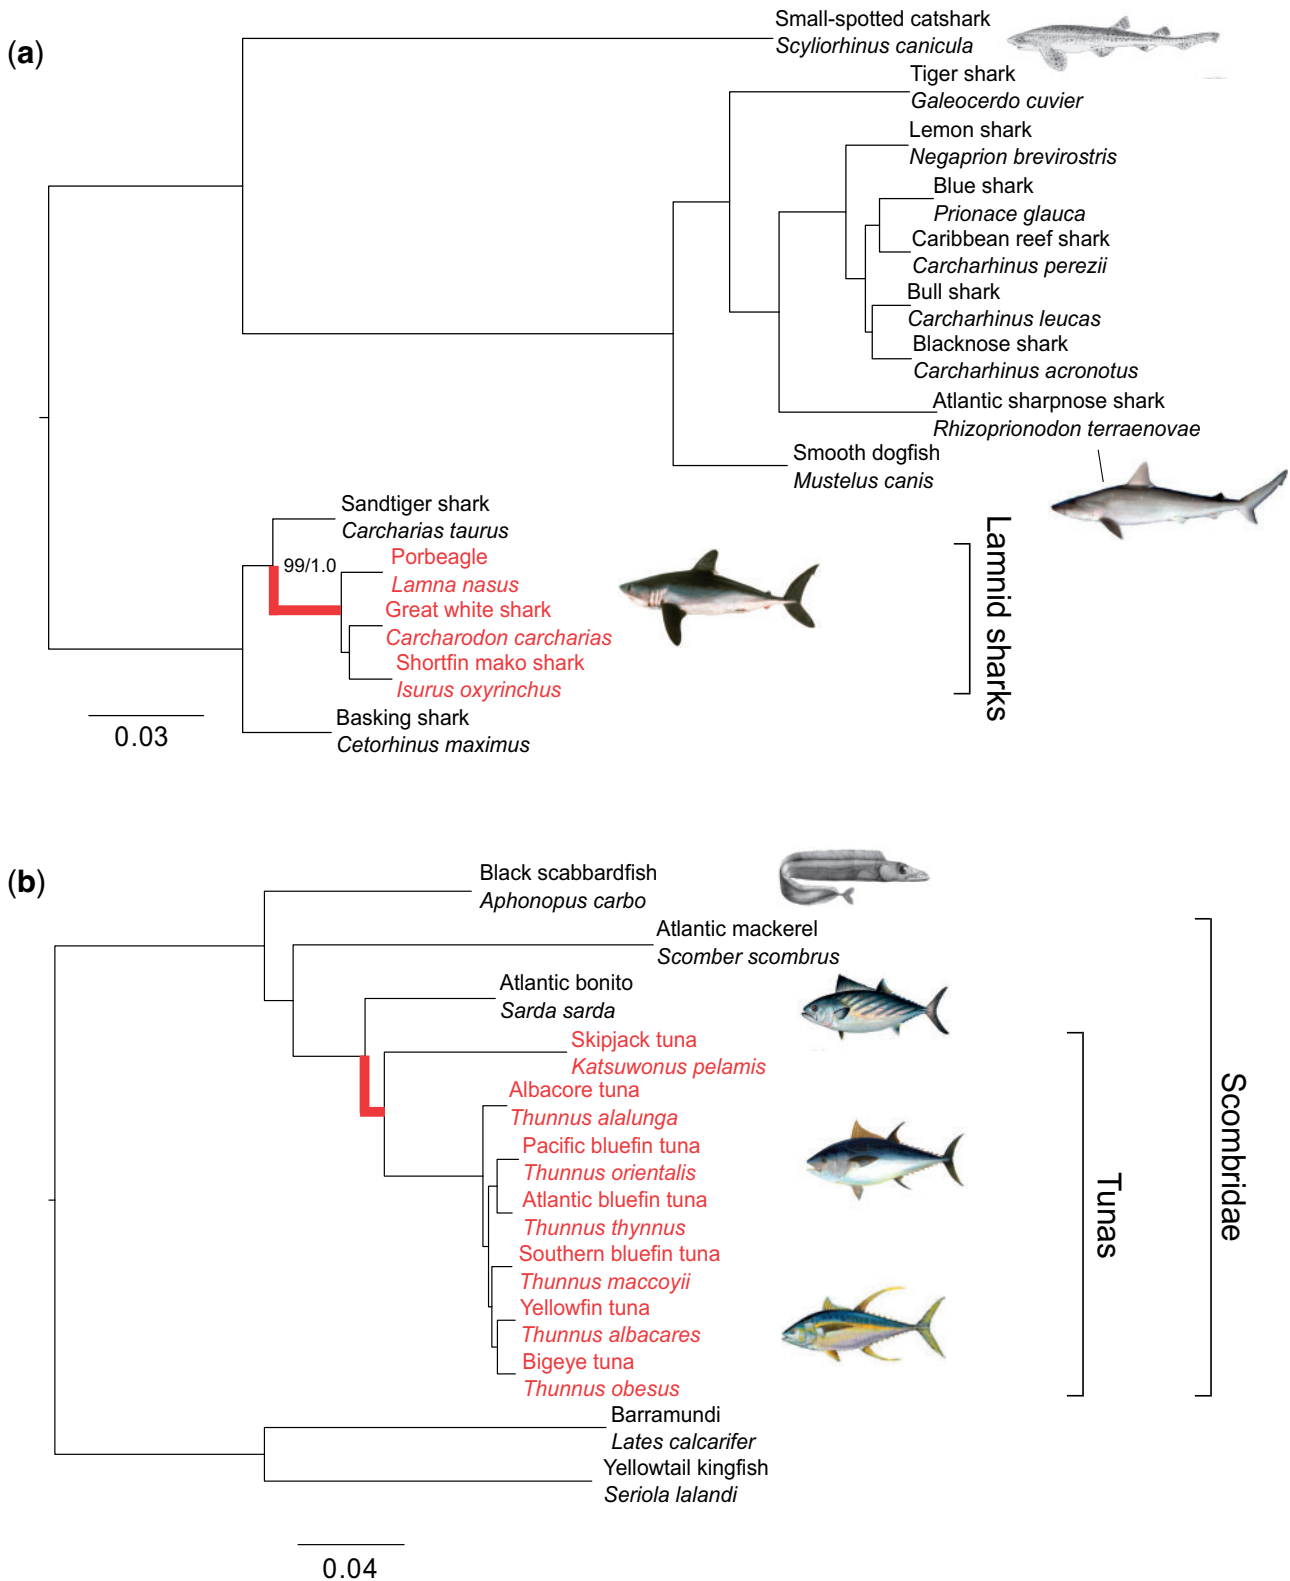 (a)
Small-spotted catshark
Scyliorhinus canicula
Tiger shark
Galeocerdo cuvier
Lemon shark
Negaprion brevirostris
Blue shark
Prionace glauca
Caribbean reef shark
Carcharhinus perezii
Bull shark
Carcharhinus leucas
Blacknose shark
Carcharhinus acronotus
Atlantic sharpnose shark
Rhizoprionodon terraenovae
Smooth dogfish
Mustelus canis
Sandtiger shark
Carcharias taurus
99/1.0
Porbeagle
Lamna nasus
Great white shark
Carcharodon carcharias
Shortfin mako shark
Isurus oxyrinchus
Basking shark
Cetorhinus maximus
Lamnid sharks
0.03
(b)
Black scabbardfish
Aphonopus carbo
Atlantic mackerel
Scomber scombrus
Atlantic bonito
Sarda sarda
Skipjack tuna
Katsuwonus pelamis
Albacore tuna
Thunnus alalunga
Pacific bluefin tuna
Thunnus orientalis
Atlantic bluefin tuna
Thunnus thynnus
Southern bluefin tuna
Thunnus maccoyii
Yellowfin tuna
Thunnus albacares
Bigeye tuna
Thunnus obesus
Barramundi
Lates calcarifer
Yellowtail kingfish
Seriola lalandi
Tunas
Scombridae
0.04